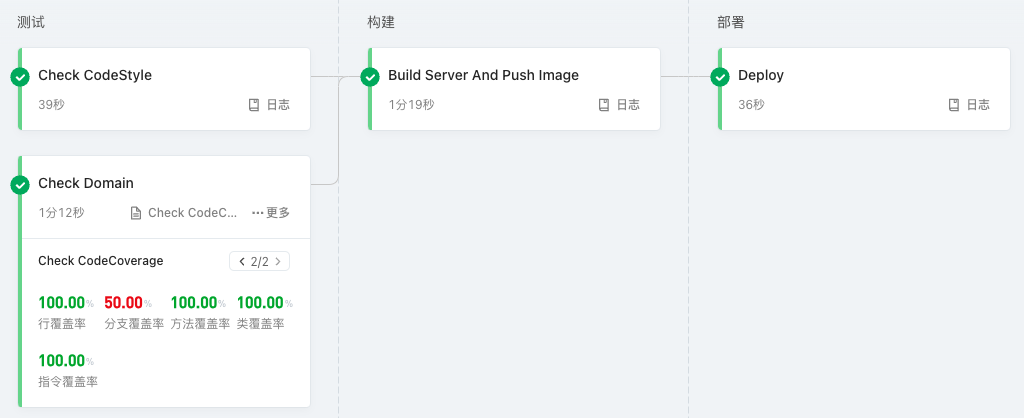 测试
Check CodeStyle
39秒
日志
Check Domain
1分12秒
Check CodeC...
···更多
Check CodeCoverage
2/2
100.00%
50.00%
100.00%
100.00%
行覆盖率
分支覆盖率
方法覆盖率
类覆盖率
100.00%
指令覆盖率
构建
Build Server And Push Image
1分19秒
日志
部署
Deploy
36秒
日志